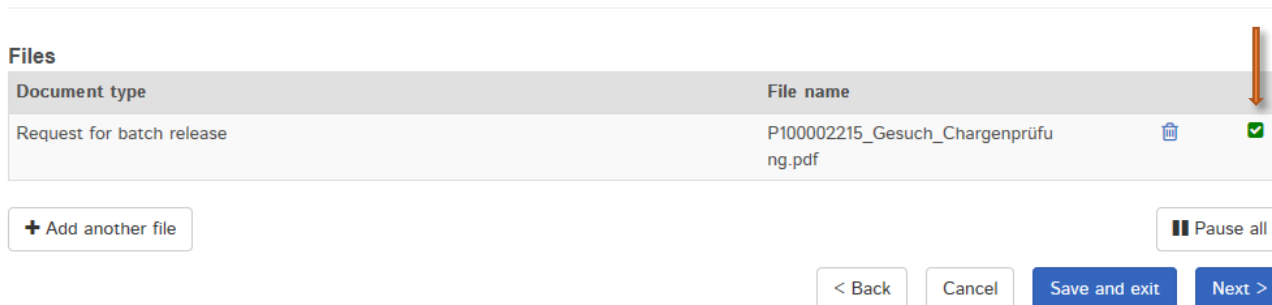 Files
Document type File name
Request for batch release P100002215_Gesuch_Chargenprüfu
ng.pdf
+ Add another file Pause all
< Back Cancel Save and exit Next >